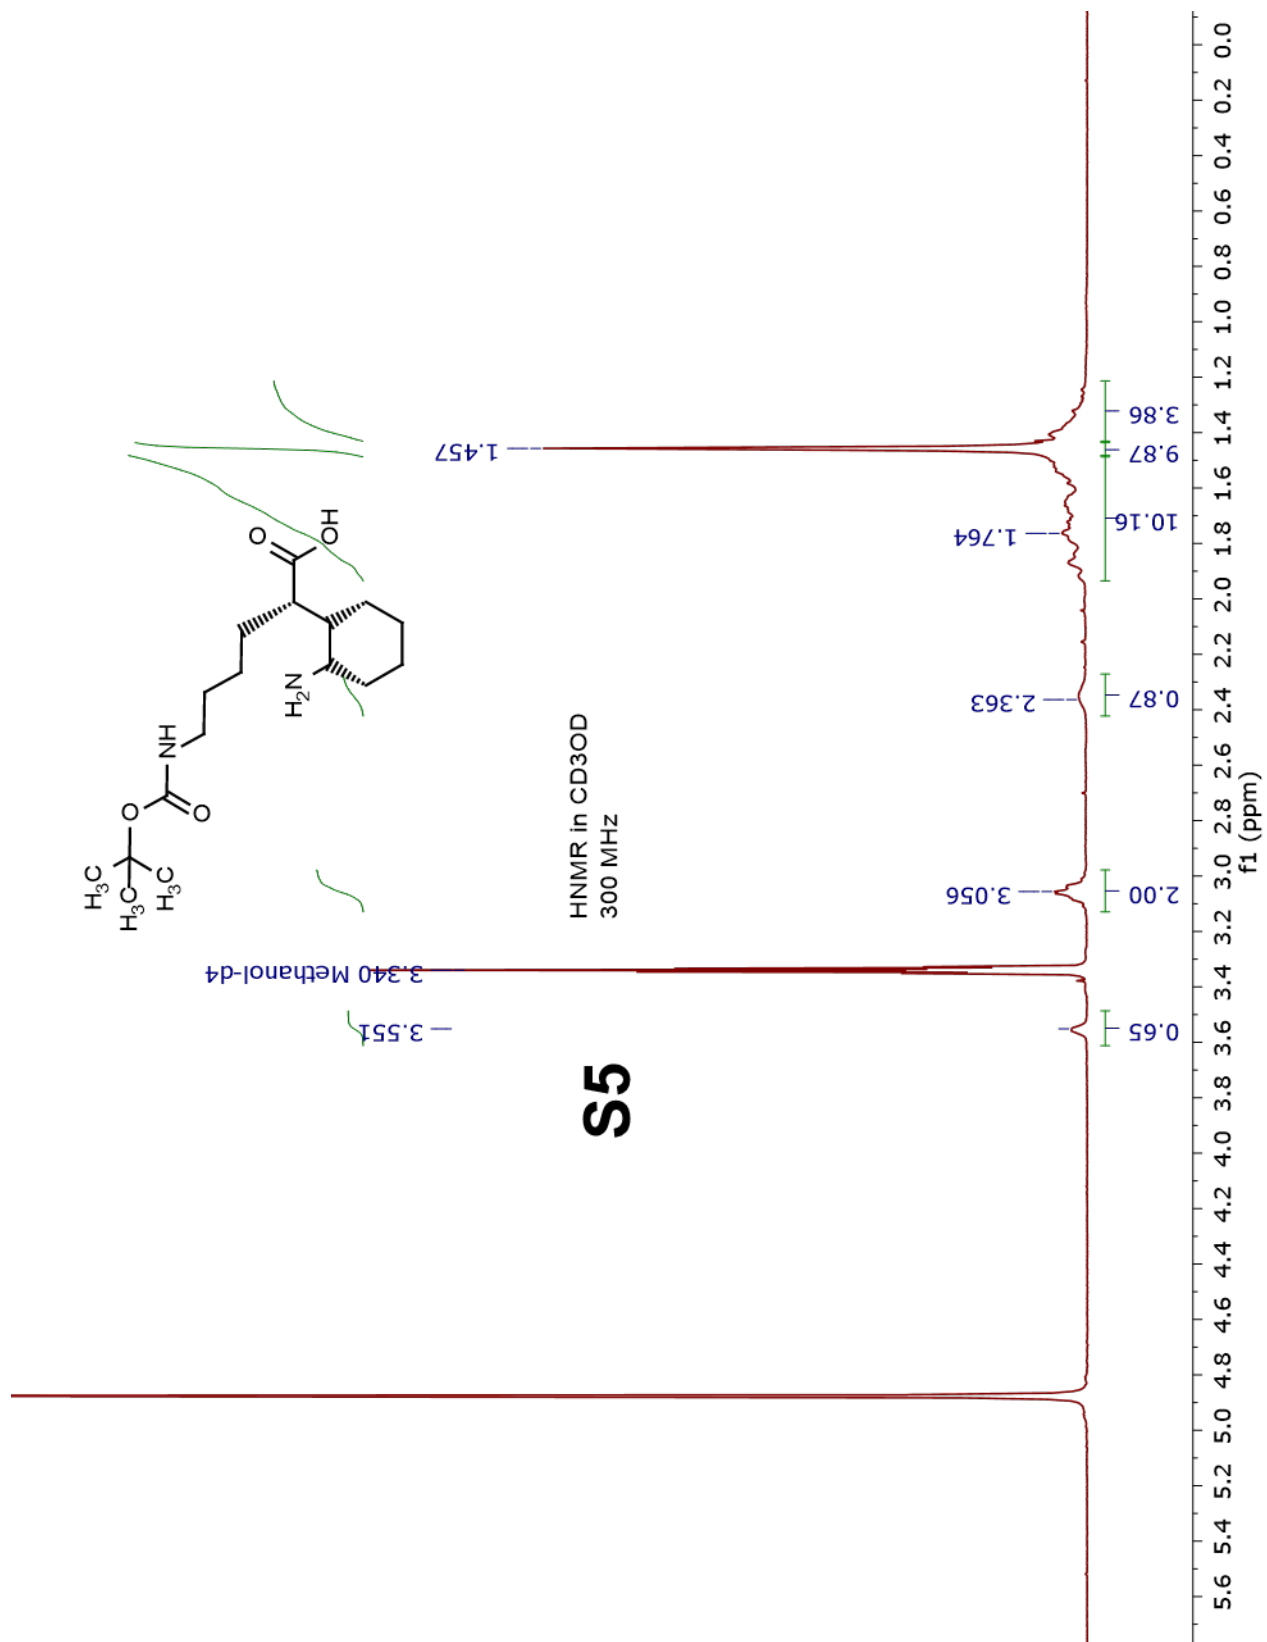 H3C
H3C
H3C
O
O
NH
H2N
O
OH
HNMR in CD3OD
300 MHz
S5
3.551
3.340 Methanol-d4
3.056
2.363
1.764
1.457
0.65
2.00
0.87
10.16
9.87
3.86
5.6 5.4 5.2 5.0 4.8 4.6 4.4 4.2 4.0 3.8 3.6 3.4 3.2 3.0 2.8 2.6 2.4 2.2 2.0 1.8 1.6 1.4 1.2 1.0 0.8 0.6 0.4 0.2 0.0
f1 (ppm)